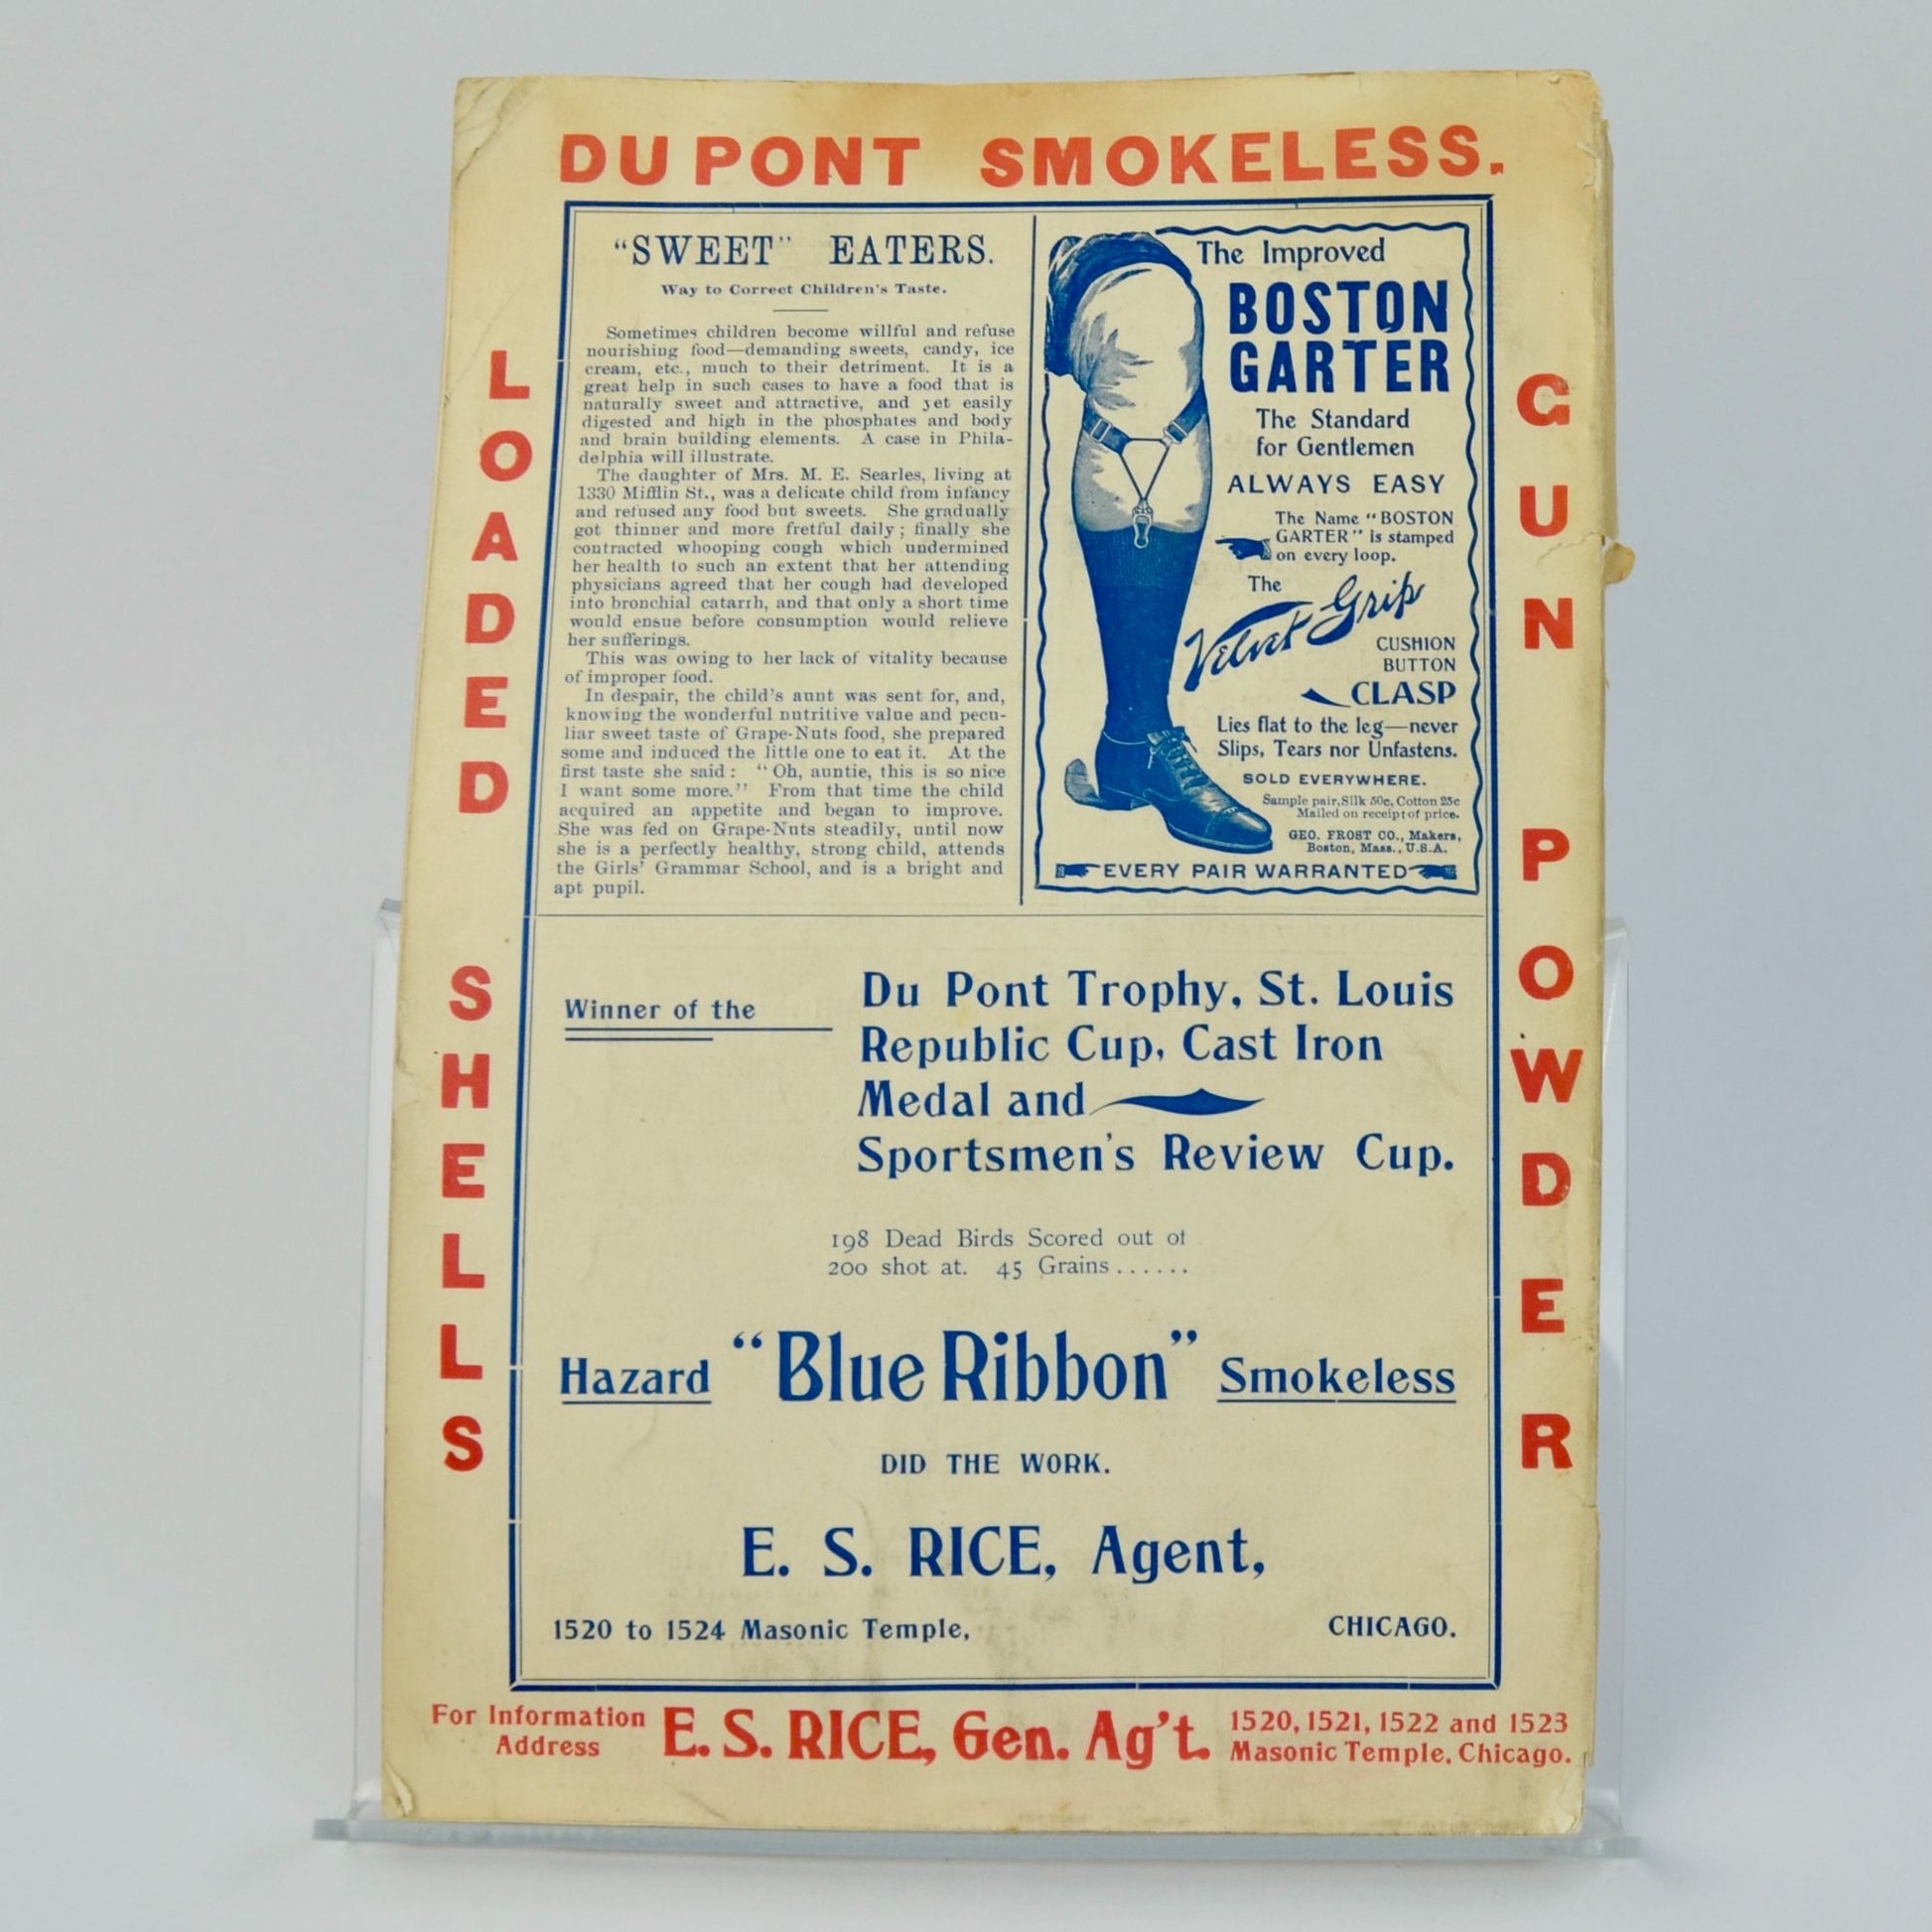 DU PONT SMOKELESS.
LOADED SHELLS
"SWEET" EATERS.
Way to Correct Children's Taste.
Sometimes children become willful and refuse
nourishing food—demanding sweets, candy, ice
cream, etc., much to their detriment. It is a
great help in such cases to have a food that is
naturally sweet and attractive, and yet easily
digested and high in the phosphates and body
and brain building elements. A case in Phila-
delphia will illustrate.
The daughter of Mrs. M. E. Searles, living at
1330 Mifflin St., was a delicate child from infancy
and refused any food but sweets. She gradually
got thinner and more fretful daily; finally she
contracted whooping cough which undermined
her health to such an extent that her attending
physicians agreed that her cough had developed
into bronchial catarrh, and that only a short time
would ensue before consumption would relieve
her sufferings.
This was owing to her lack of vitality because
of improper food.
In despair, the child's aunt was sent for, and,
knowing the wonderful nutritive value and pecu-
liar sweet taste of Grape-Nuts food, she prepared
some and induced the little one to eat it. At the
first taste she said: "Oh, auntie, this is so nice
I want some more." From that time the child
acquired an appetite and began to improve.
She was fed on Grape-Nuts steadily, until now
she is a perfectly healthy, strong child, attends
the Girls' Grammar School, and is a bright and
apt pupil.
The Improved
BOSTON
GARTER
The Standard
for Gentlemen
ALWAYS EASY
The Name "BOSTON
GARTER" is stamped
on every loop.
The
Velvet Grip
CUSHION
BUTTON
CLASP
Lies flat to the leg—never
Slips, Tears nor Unfastens.
SOLD EVERYWHERE.
Sample pair, Silk 50c, Cotton 25c
Mailed on receipt of price.
GEO. FROST CO., Makers,
Boston, Mass., U.S.A.
EVERY PAIR WARRANTED
GUN POWDER
Winner of the
Du Pont Trophy, St. Louis
Republic Cup, Cast Iron
Medal and
Sportsmen's Review Cup.
198 Dead Birds Scored out of
200 shot at. 45 Grains......
Hazard "Blue Ribbon" Smokeless
DID THE WORK.
E. S. RICE, Agent,
1520 to 1524 Masonic Temple, CHICAGO.
For Information
Address
E. S. RICE, Gen. Ag't.
1520, 1521, 1522 and 1523
Masonic Temple, Chicago.